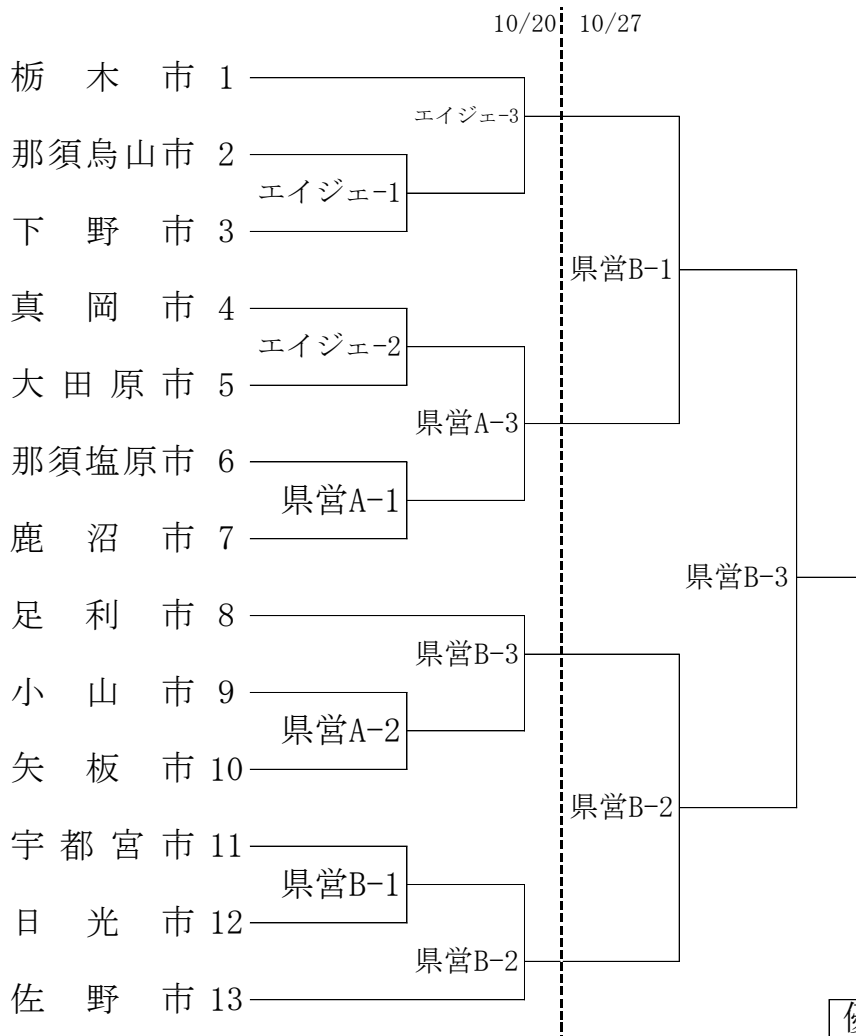 10/20 10/27
栃木市 1
エイジェ-3
那須烏山市 2
エイジェ-1
下野市 3
県営B-1
真岡市 4
エイジェ-2
大田原市 5
県営A-3
那須塩原市 6
県営A-1
鹿沼市 7
県営B-3
足利市 8
県営B-3
小山市 9
県営A-2
矢板市 10
県営B-2
宇都宮市 11
県営B-1
日光市 12
県営B-2
佐野市 13